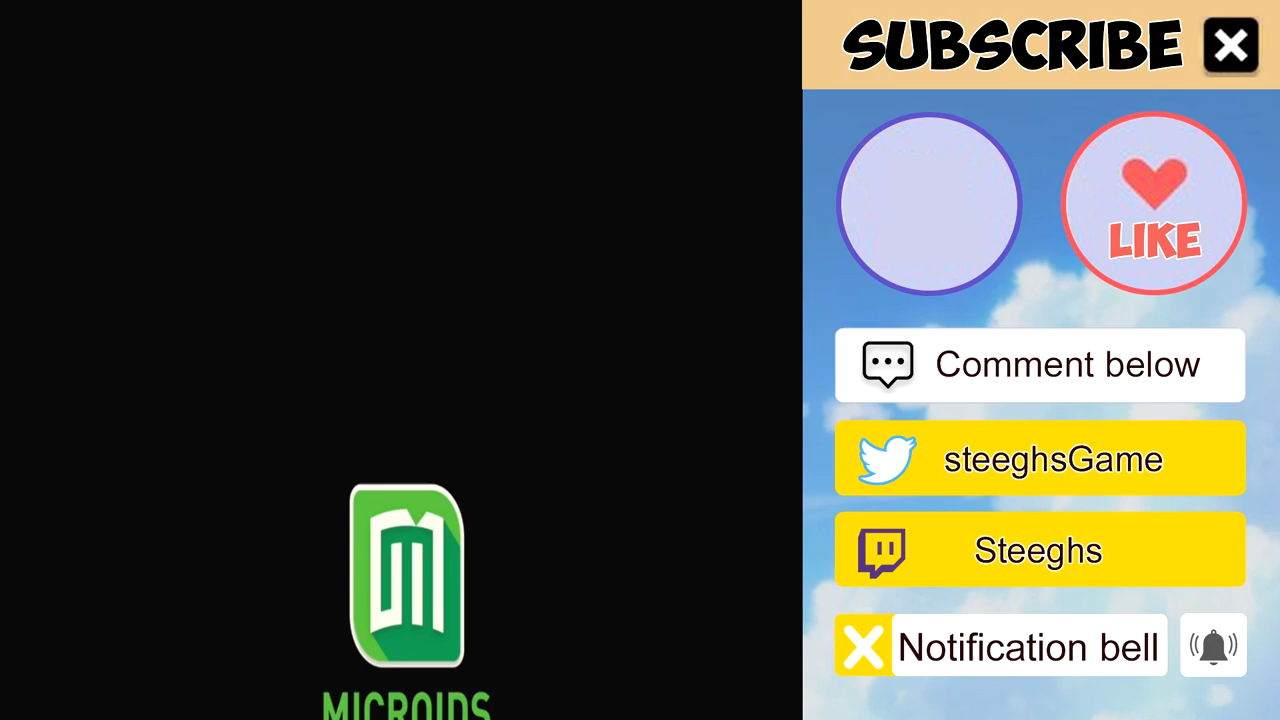 SUBSCRIBE
LIKE
Comment below
steeghsGame
Steeghs
Notification bell
MICROIDS